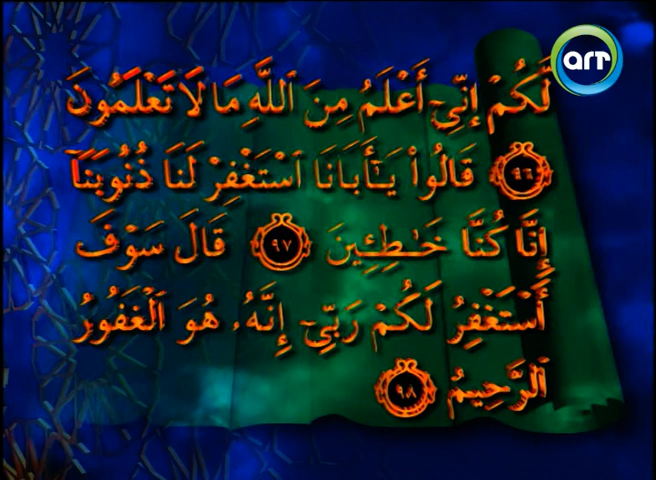 art
لَّكُمْ إِنِّيٓ أَعْلَمُ مِنَ ٱللَّهِ مَا لَا تَعْلَمُونَ
٩٦ قَالُواْ يَـٰٓأَبَانَا ٱسْتَغْفِرْ لَنَا ذُنُوبَنَآ
إِنَّا كُنَّا خَـٰطِـِٔينَ ٩٧ قَالَ سَوْفَ
أَسْتَغْفِرُ لَكُمْ رَبِّيٓ إِنَّهُۥ هُوَ ٱلْغَفُورُ
ٱلرَّحِيمُ ٩٨